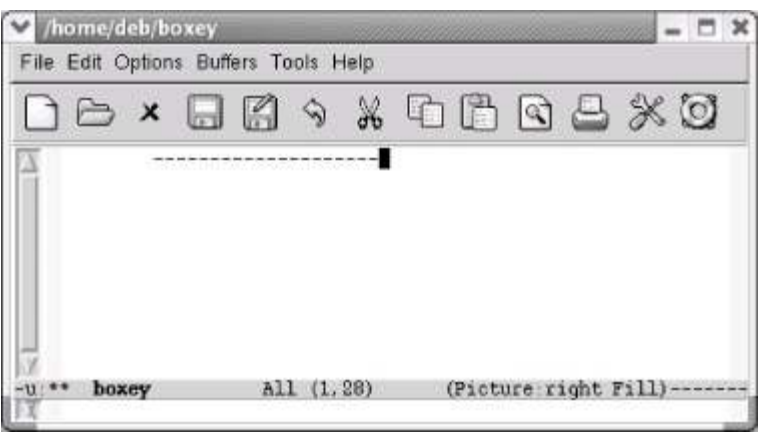 /home/deb/boxey
File Edit Options Buffers Tools Help
--------------------
-u:** boxey All (1,28) (Picture:right Fill)-------